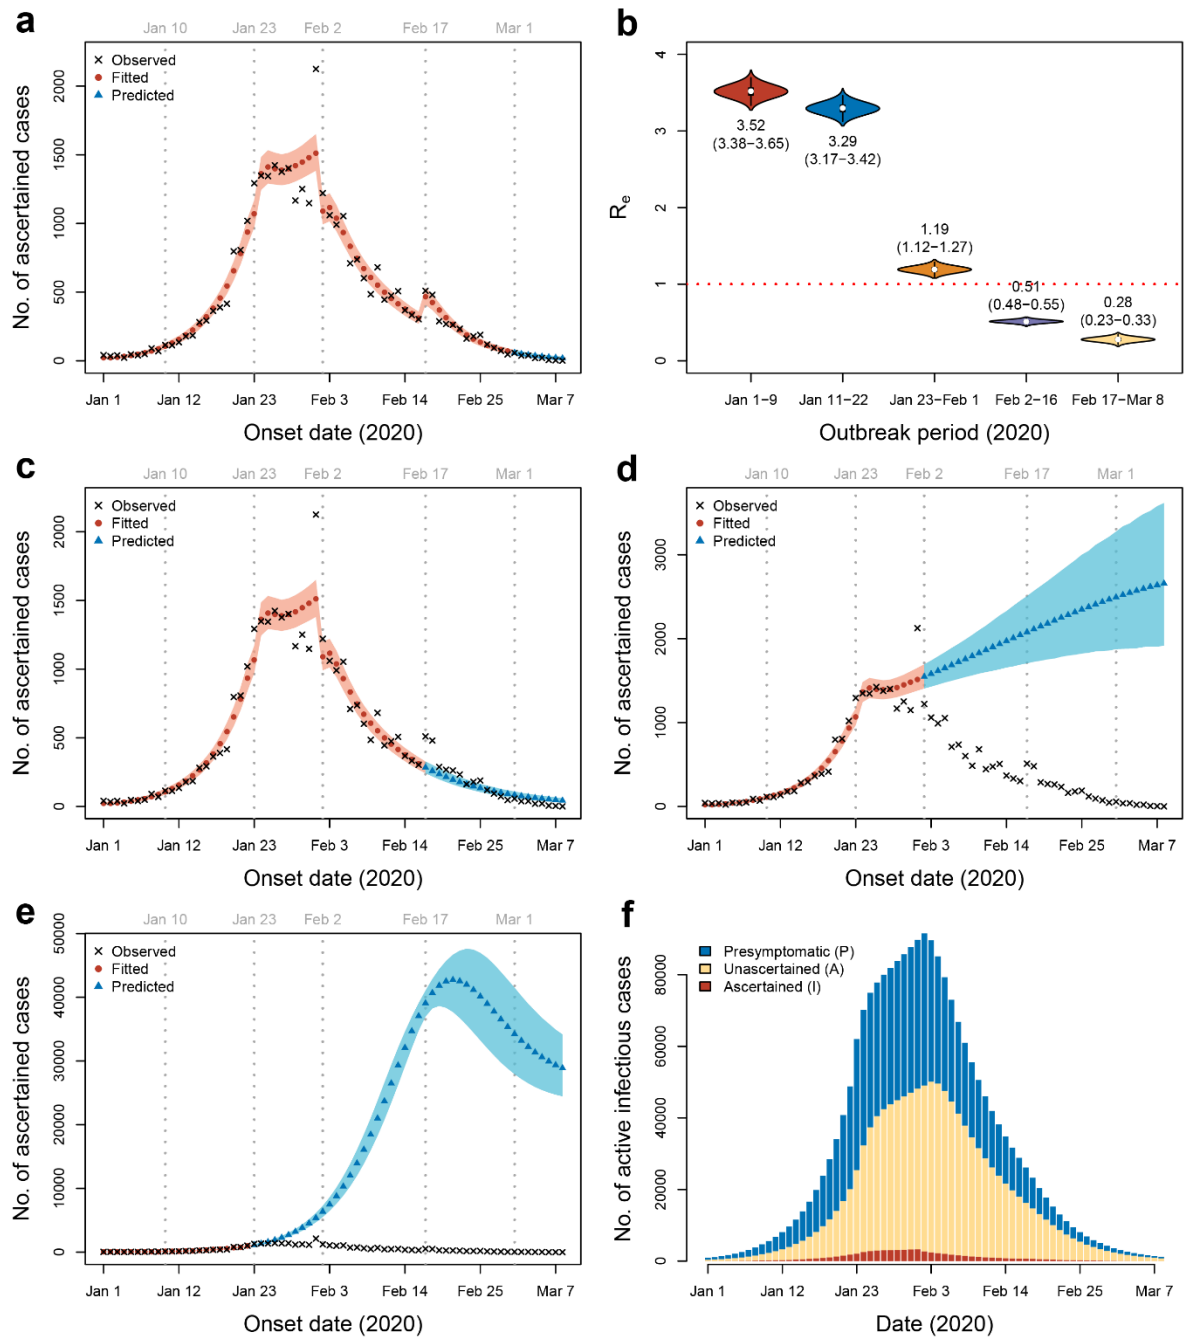 a
Jan 10 Jan 23 Feb 2 Feb 17 Mar 1
Observed
Fitted
Predicted
No. of ascertained cases
2000
1500
1000
500
0
Jan 1 Jan 12 Jan 23 Feb 3 Feb 14 Feb 25 Mar 7
Onset date (2020)
b
Re
4
3
2
1
0
3.52
(3.38−3.65)
3.29
(3.17−3.42)
1.19
(1.12−1.27)
0.51
(0.48−0.55)
0.28
(0.23−0.33)
Jan 1−9 Jan 11−22 Jan 23−Feb 1 Feb 2−16 Feb 17−Mar 8
Outbreak period (2020)
c
Jan 10 Jan 23 Feb 2 Feb 17 Mar 1
Observed
Fitted
Predicted
No. of ascertained cases
2000
1500
1000
500
0
Jan 1 Jan 12 Jan 23 Feb 3 Feb 14 Feb 25 Mar 7
Onset date (2020)
d
Jan 10 Jan 23 Feb 2 Feb 17 Mar 1
Observed
Fitted
Predicted
No. of ascertained cases
3000
2000
1000
0
Jan 1 Jan 12 Jan 23 Feb 3 Feb 14 Feb 25 Mar 7
Onset date (2020)
e
Jan 10 Jan 23 Feb 2 Feb 17 Mar 1
Observed
Fitted
Predicted
No. of ascertained cases
50000
40000
30000
20000
10000
0
Jan 1 Jan 12 Jan 23 Feb 3 Feb 14 Feb 25 Mar 7
Onset date (2020)
f
Presymptomatic (P)
Unascertained (A)
Ascertained (I)
No. of active infectious cases
80000
60000
40000
20000
0
Jan 1 Jan 12 Jan 23 Feb 3 Feb 14 Feb 25 Mar 7
Date (2020)